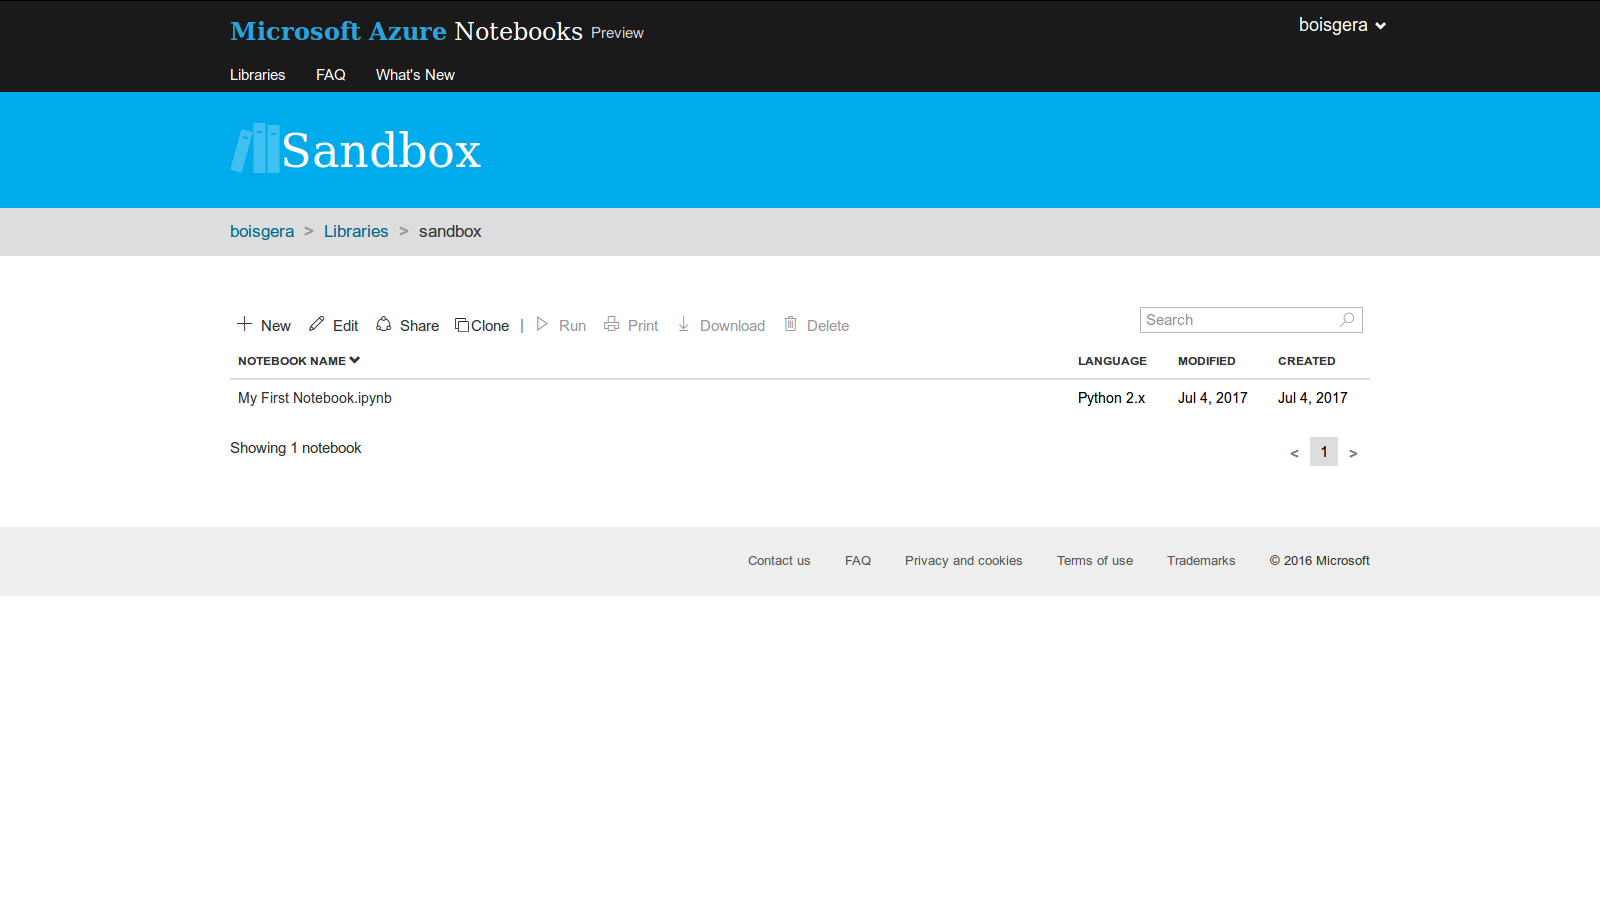 Microsoft Azure Notebooks Preview
boisgera
Libraries FAQ What's New
Sandbox
boisgera > Libraries > sandbox
New Edit Share Clone | Run Print Download Delete
Search
NOTEBOOK NAME LANGUAGE MODIFIED CREATED
My First Notebook.ipynb Python 2.x Jul 4, 2017 Jul 4, 2017
Showing 1 notebook
< 1 >
Contact us FAQ Privacy and cookies Terms of use Trademarks © 2016 Microsoft